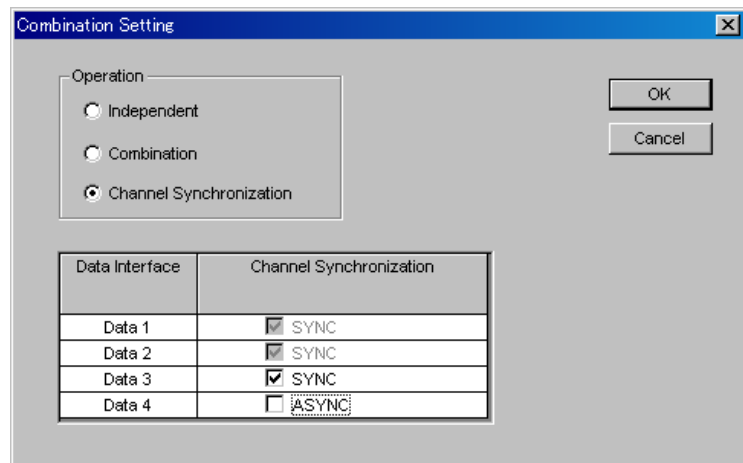 Combination Setting
Operation
Independent
Combination
Channel Synchronization
OK
Cancel
Data Interface Channel Synchronization
Data 1 SYNC
Data 2 SYNC
Data 3 SYNC
Data 4 ASYNC